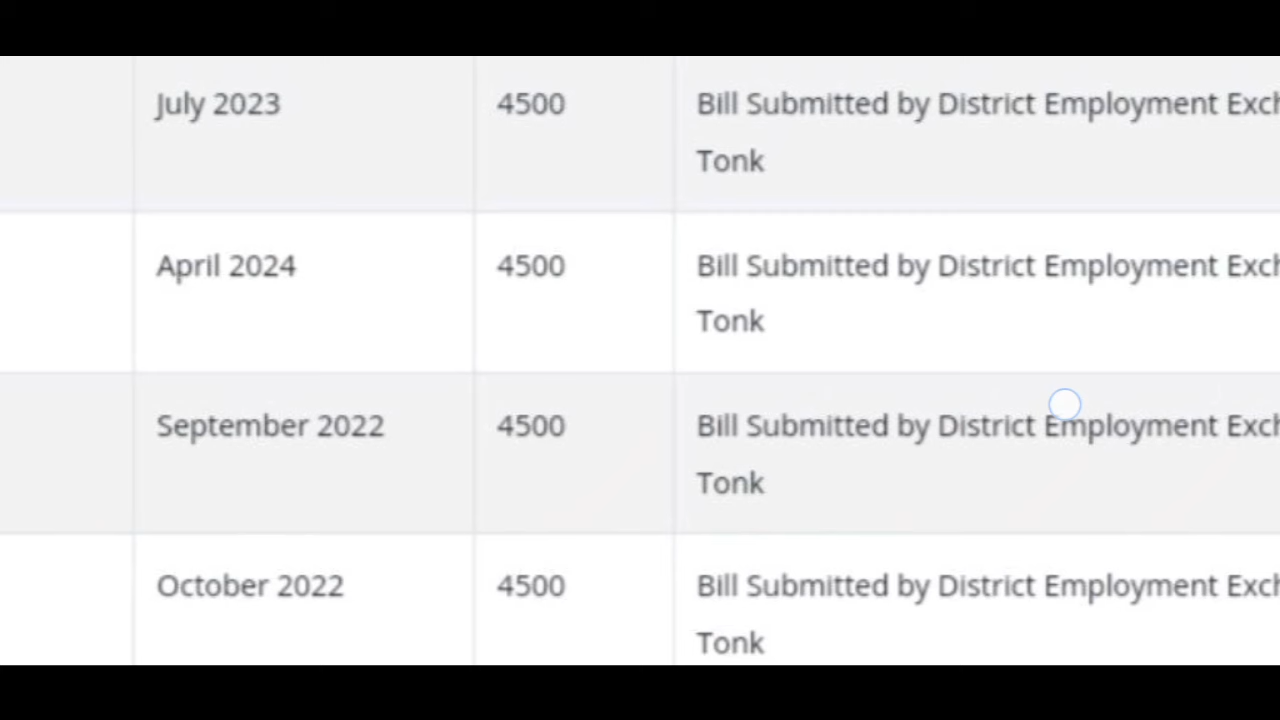 July 2023 4500 Bill Submitted by District Employment
Tonk
April 2024 4500 Bill Submitted by District Employment
Tonk
September 2022 4500 Bill Submitted by District Employment
Tonk
October 2022 4500 Bill Submitted by District Employment
Tonk